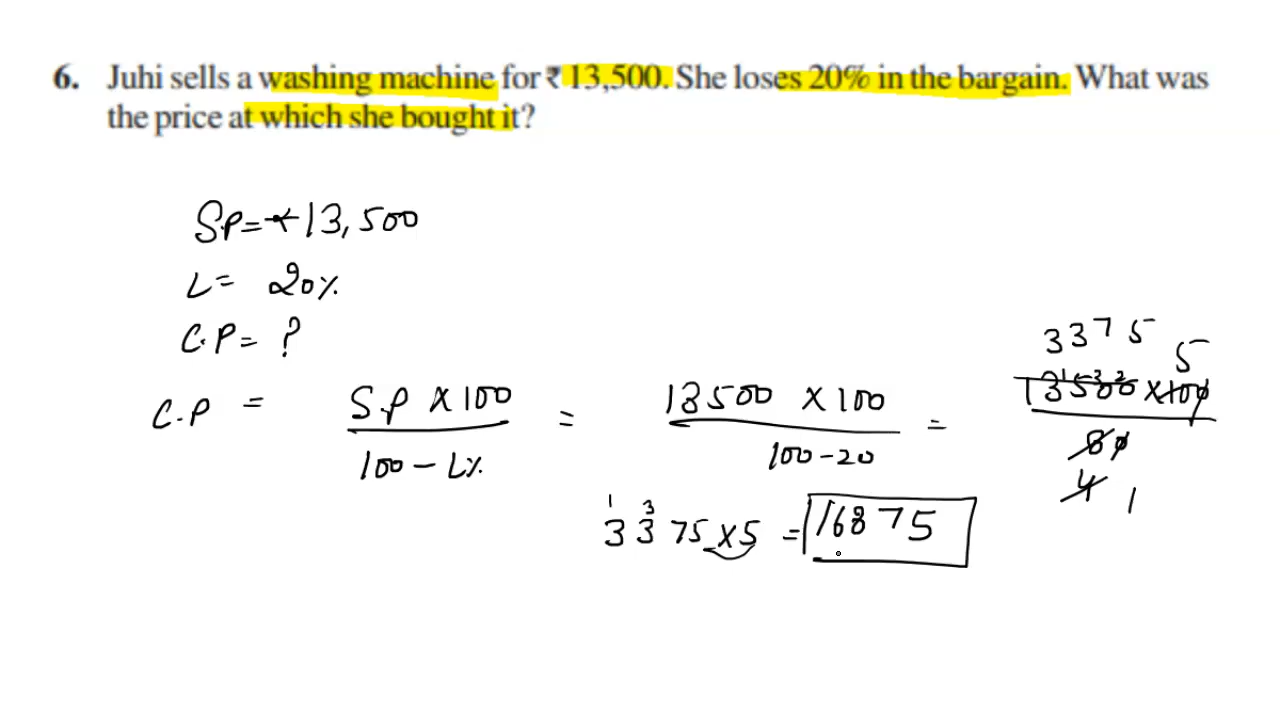 6. Juhi sells a washing machine for ₹ 13,500. She loses 20% in the bargain. What was
the price at which she bought it?
S.P = ₹ 13,500
L = 20%
C.P = ?
C.P = S.P × 100 / 100 - L% = 13500 × 100 / 100 - 20 = 13500 × 100 / 80
3375 5
4 1
3375 × 5 = 16875